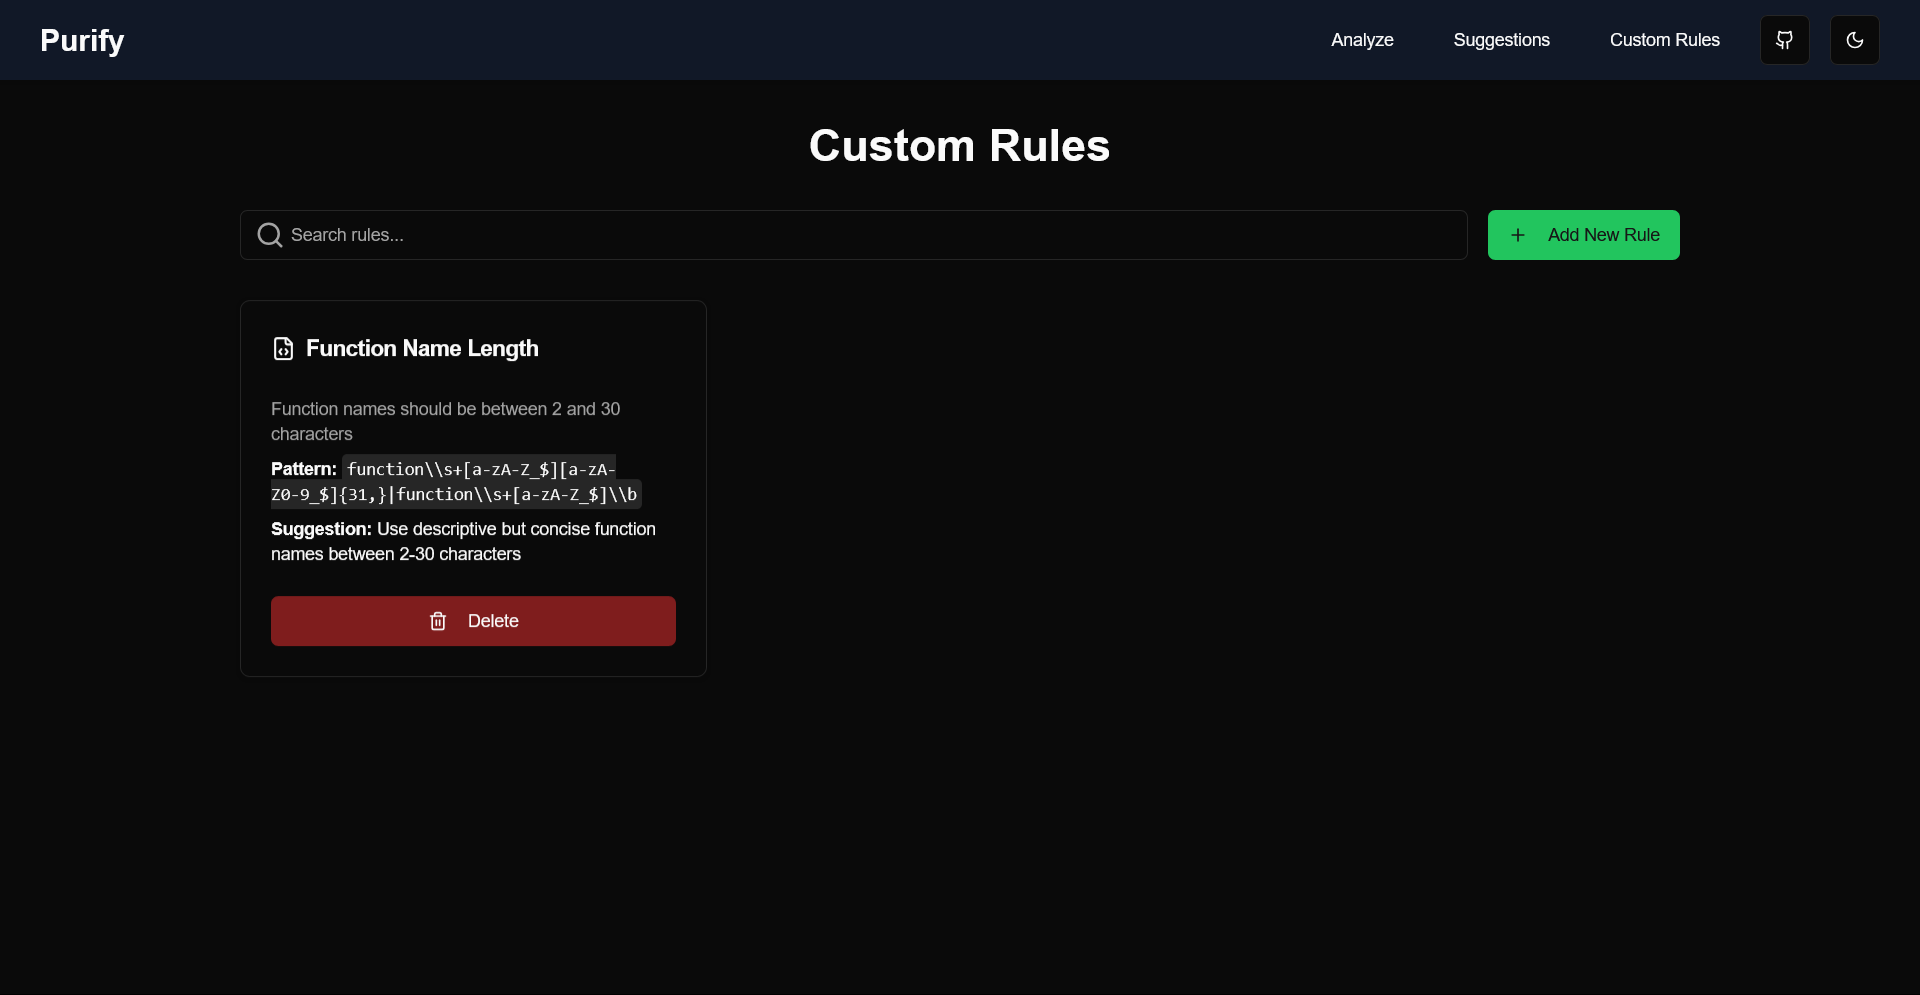 Purify
Analyze
Suggestions
Custom Rules
Custom Rules
Search rules...
Add New Rule
Function Name Length
Function names should be between 2 and 30
characters
Pattern: function\\s+[a-zA-Z_$][a-zA-
Z0-9_$]{31,}|function\\s+[a-zA-Z_$]\\b
Suggestion: Use descriptive but concise function
names between 2-30 characters
Delete